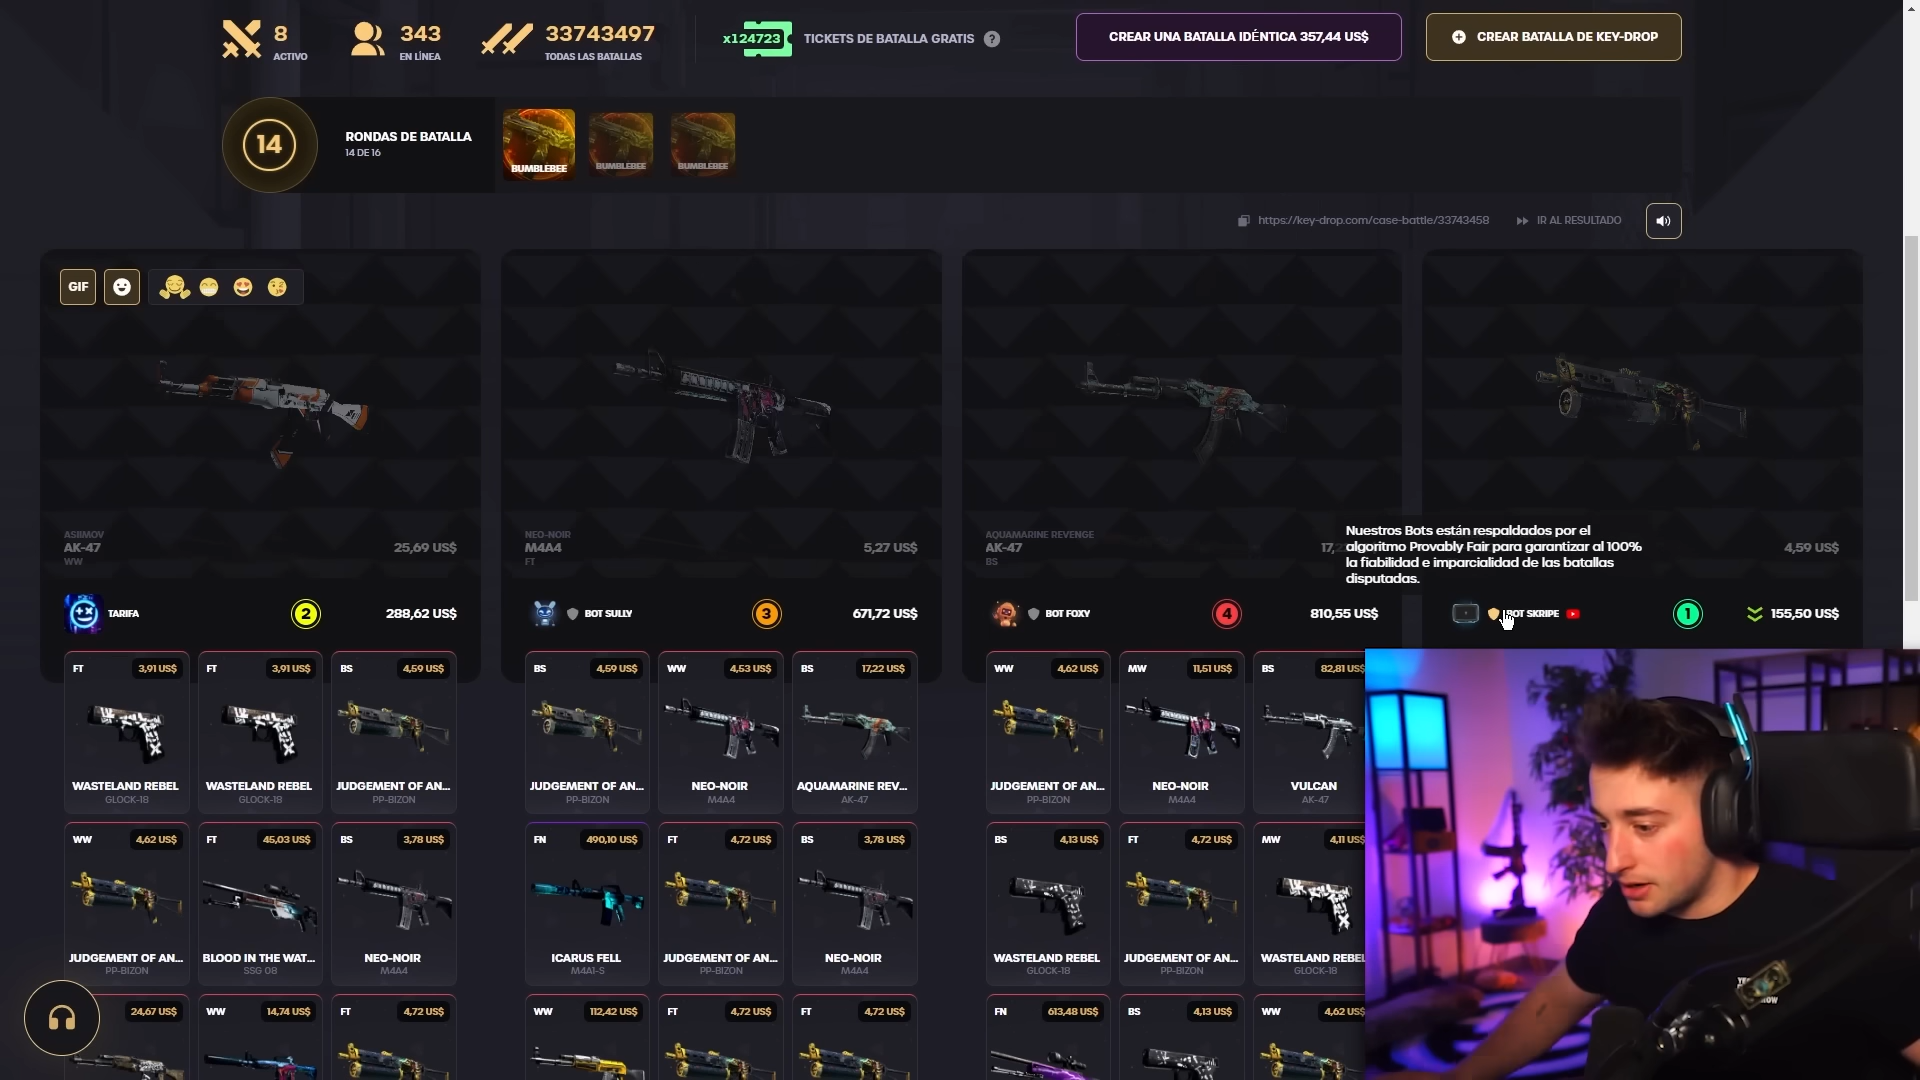 8
ACTIVO
343
EN LÍNEA
33743497
TODAS LAS BATALLAS
x124723
TICKETS DE BATALLA GRATIS
?
CREAR UNA BATALLA IDÉNTICA 357,44 US$
CREAR BATALLA DE KEY-DROP
14
RONDAS DE BATALLA
14 DE 16
BUMBLEBEE
BUMBLEBEE
BUMBLEBEE
https://key-drop.com/case-battle/33743458
IR AL RESULTADO
GIF
ASIIMOV
AK-47
WW
25,69 US$
NEO-NOIR
M4A4
FT
5,27 US$
AQUAMARINE REVENGE
AK-47
BS
17,2
Nuestros Bots están respaldados por el
algoritmo Provably Fair para garantizar al 100%
la fiabilidad e imparcialidad de las batallas
disputadas.
4,59 US$
TARIFA
2
288,62 US$
BOT SULLY
3
671,72 US$
BOT FOXY
4
810,55 US$
BOT SKRIPE
1
155,50 US$
FT 3,91 US$
FT 3,91 US$
BS 4,59 US$
BS 4,59 US$
WW 4,53 US$
BS 17,22 US$
WW 4,62 US$
MW 11,51 US$
BS 82,81 US$
WASTELAND REBEL
GLOCK-18
WASTELAND REBEL
GLOCK-18
JUDGEMENT OF AN...
PP-BIZON
JUDGEMENT OF AN...
PP-BIZON
NEO-NOIR
M4A4
AQUAMARINE REV...
AK-47
JUDGEMENT OF AN...
PP-BIZON
NEO-NOIR
M4A4
VULCAN
AK-47
WW 4,62 US$
FT 45,03 US$
BS 3,78 US$
FN 490,10 US$
FT 4,72 US$
BS 3,78 US$
BS 4,13 US$
FT 4,72 US$
MW 4,11 US$
JUDGEMENT OF AN...
PP-BIZON
BLOOD IN THE WAT...
SSG 08
NEO-NOIR
M4A4
ICARUS FELL
M4A1-S
JUDGEMENT OF AN...
PP-BIZON
NEO-NOIR
M4A4
WASTELAND REBEL
GLOCK-18
JUDGEMENT OF AN...
PP-BIZON
WASTELAND REBEL
GLOCK-18
24,67 US$
WW 14,74 US$
FT 4,72 US$
WW 112,42 US$
FT 4,72 US$
FT 4,72 US$
FN 613,48 US$
BS 4,13 US$
WW 4,62 US$